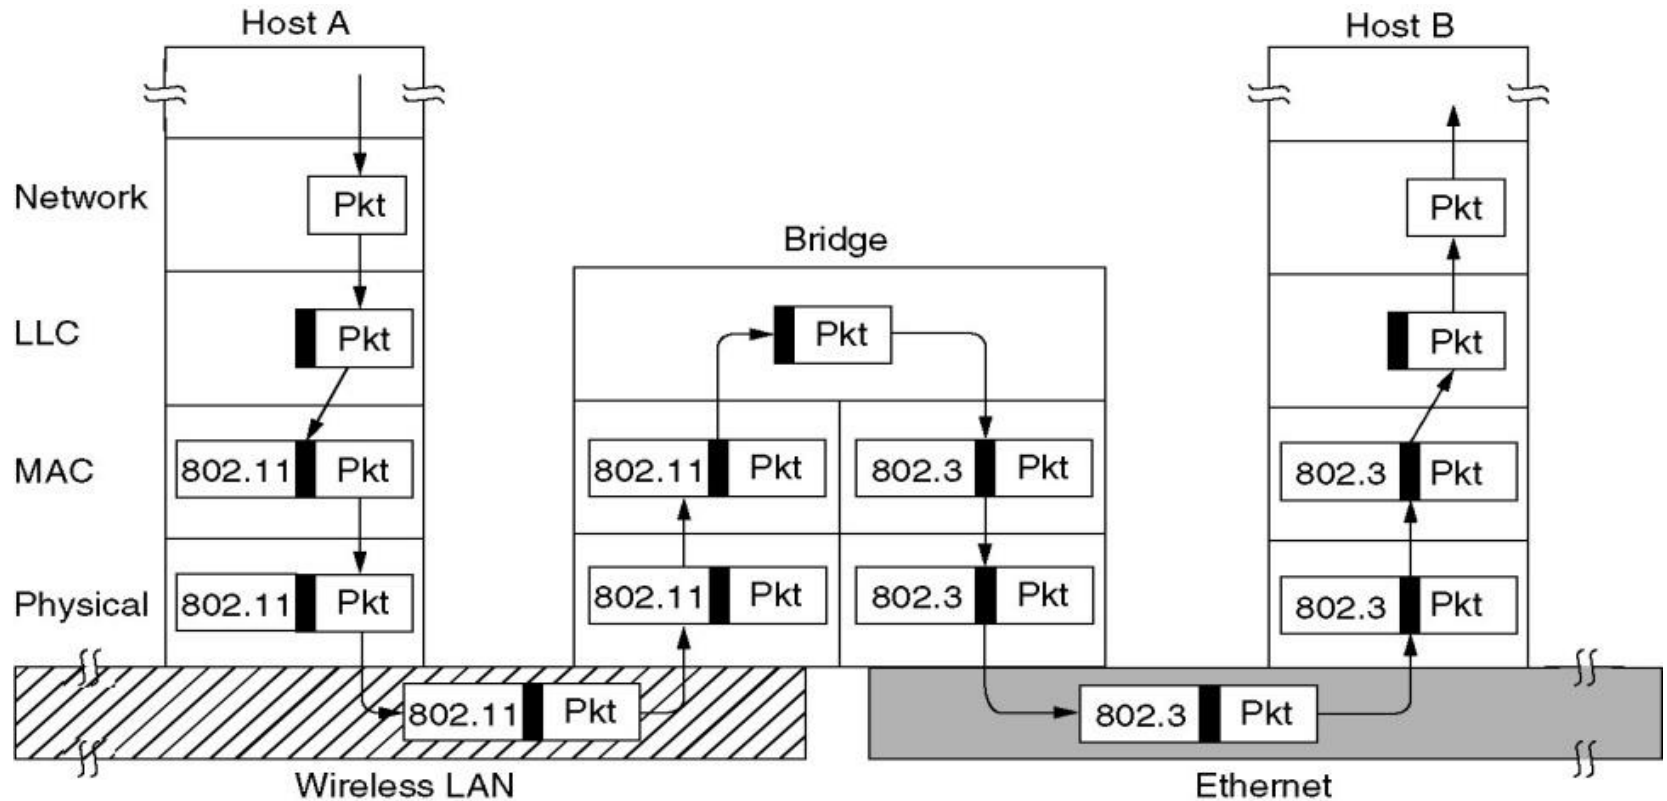 Host A
Host B
Network
Pkt
Pkt
Bridge
LLC
Pkt
Pkt
Pkt
MAC
802.11 Pkt
802.11 Pkt
802.3 Pkt
802.3 Pkt
Physical
802.11 Pkt
802.11 Pkt
802.3 Pkt
802.3 Pkt
802.11 Pkt
802.3 Pkt
Wireless LAN
Ethernet